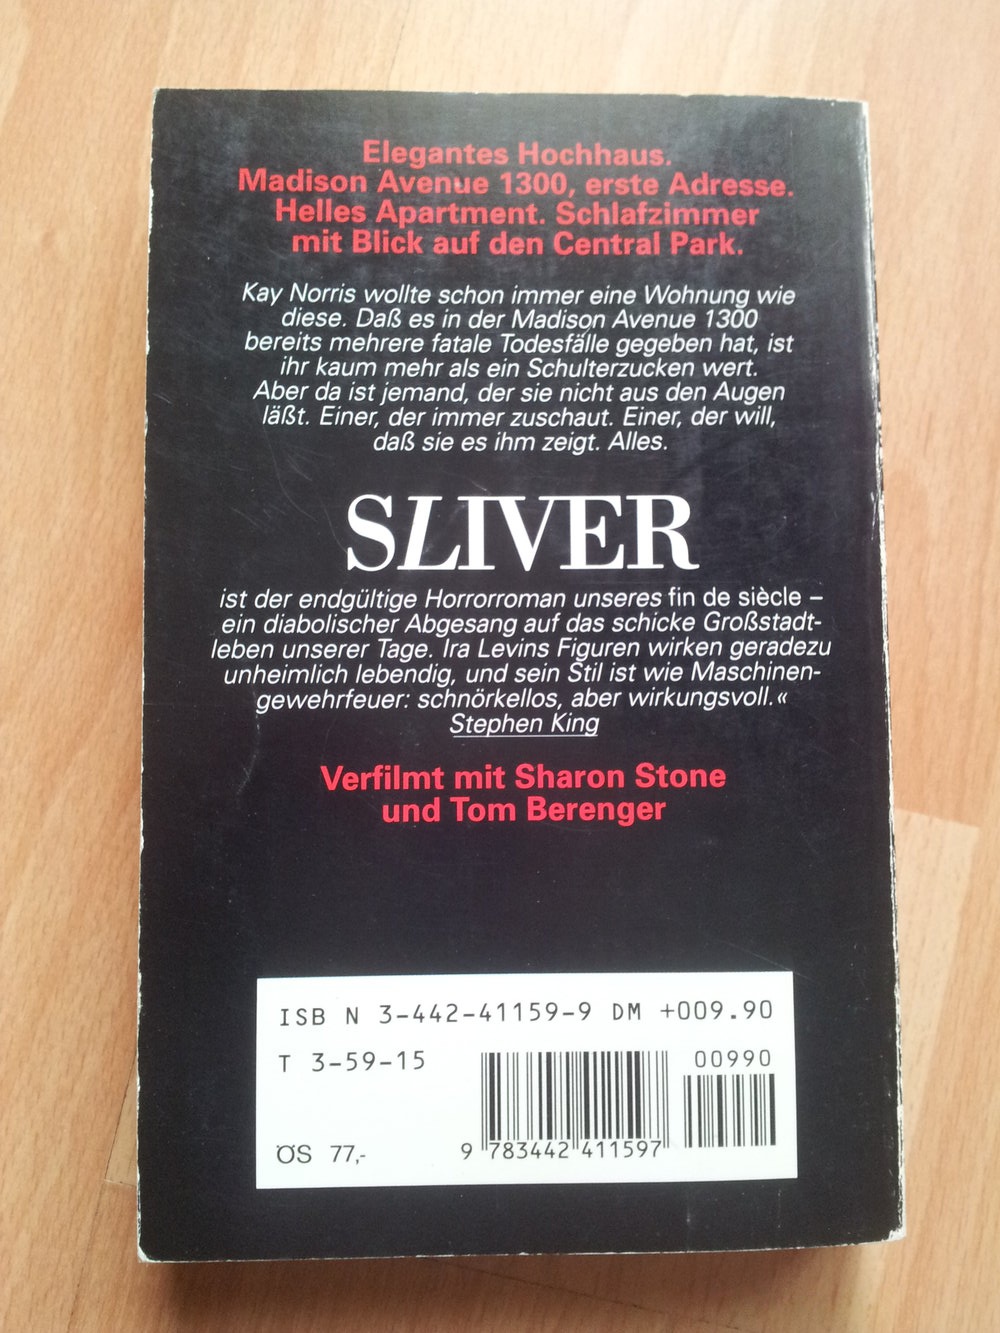 Elegantes Hochhaus.
Madison Avenue 1300, erste Adresse.
Helles Apartment. Schlafzimmer
mit Blick auf den Central Park.
Kay Norris wollte schon immer eine Wohnung wie
diese. Daß es in der Madison Avenue 1300
bereits mehrere fatale Todesfälle gegeben hat, ist
ihr kaum mehr als ein Schulterzucken wert.
Aber da ist jemand, der sie nicht aus den Augen
läßt. Einer, der immer zuschaut. Einer, der will,
daß sie es ihm zeigt. Alles.
SLIVER
ist der endgültige Horrorroman unseres fin de siècle –
ein diabolischer Abgesang auf das schicke Großstadt-
leben unserer Tage. Ira Levins Figuren wirken geradezu
unheimlich lebendig, und sein Stil ist wie Maschinen-
gewehrfeuer: schnörkellos, aber wirkungsvoll.«
Stephen King
Verfilmt mit Sharon Stone
und Tom Berenger
ISB N 3-442-41159-9 DM +009.90
T 3-59-15
00990
ÖS 77,-
9 783442 411597